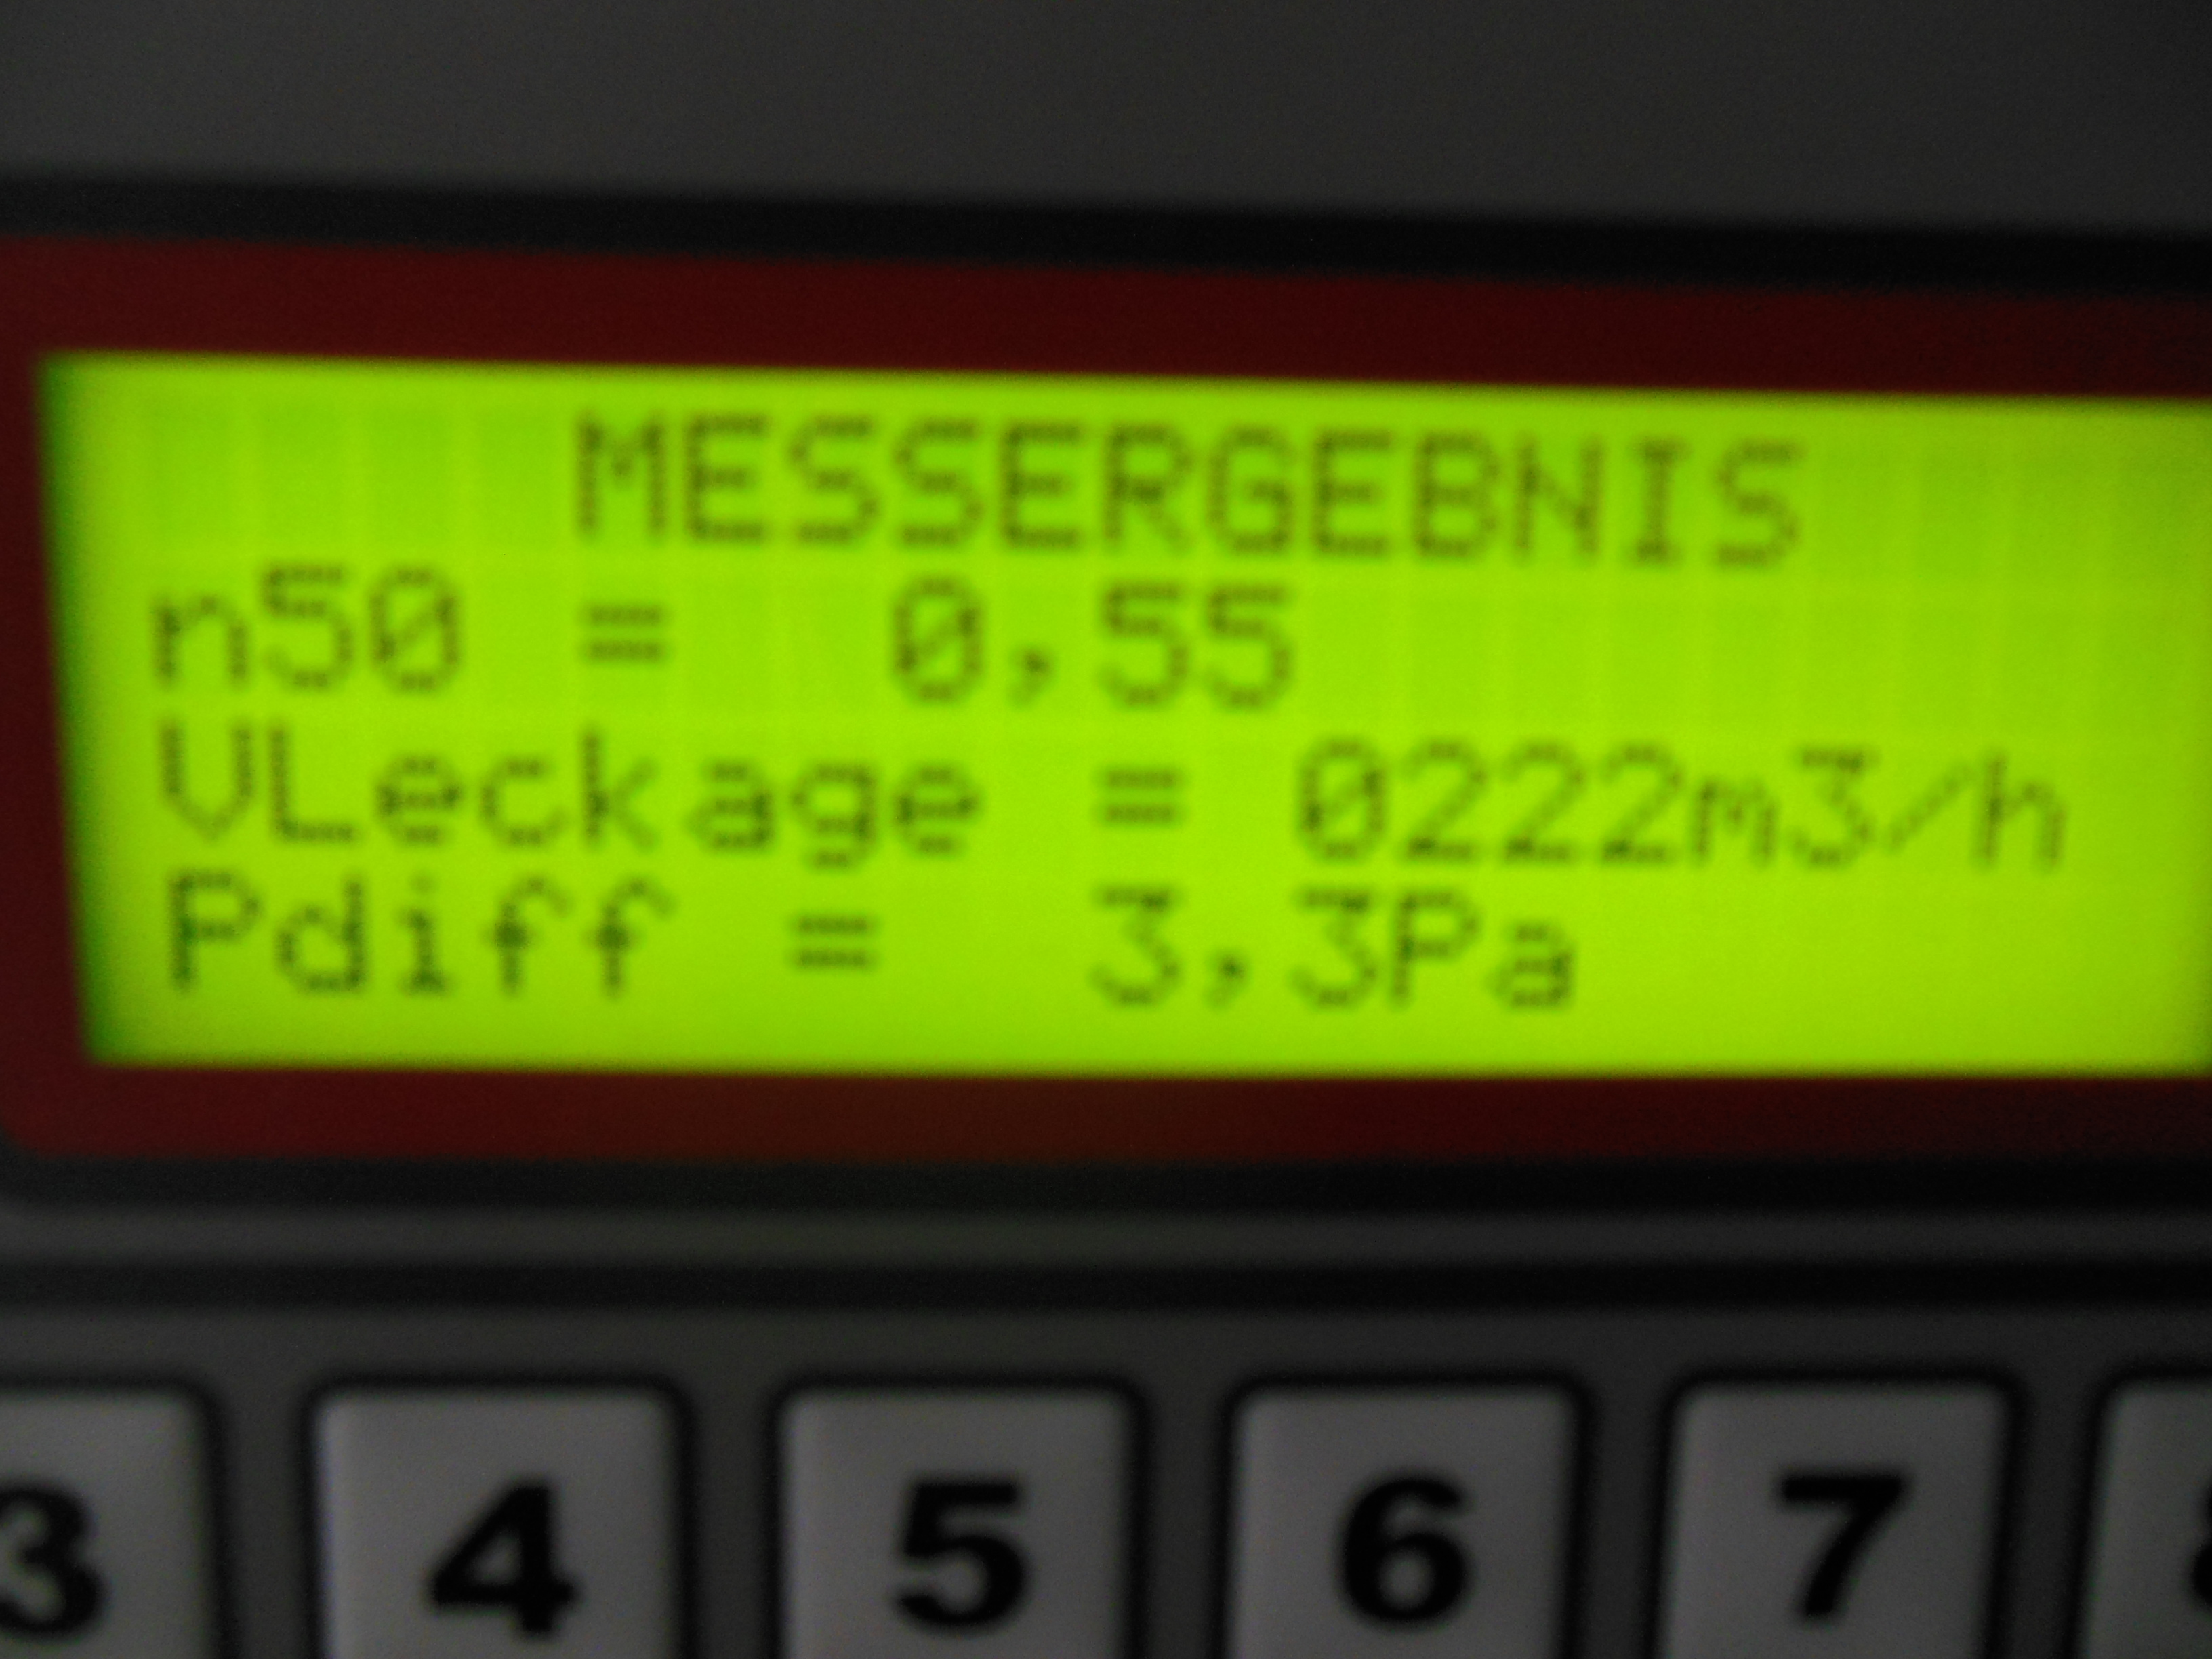 MESSERGEBNIS
n50 = 0,55
VLeckage = 0222m3/h
Pdiff = 3,3Pa
3 4 5 6 7